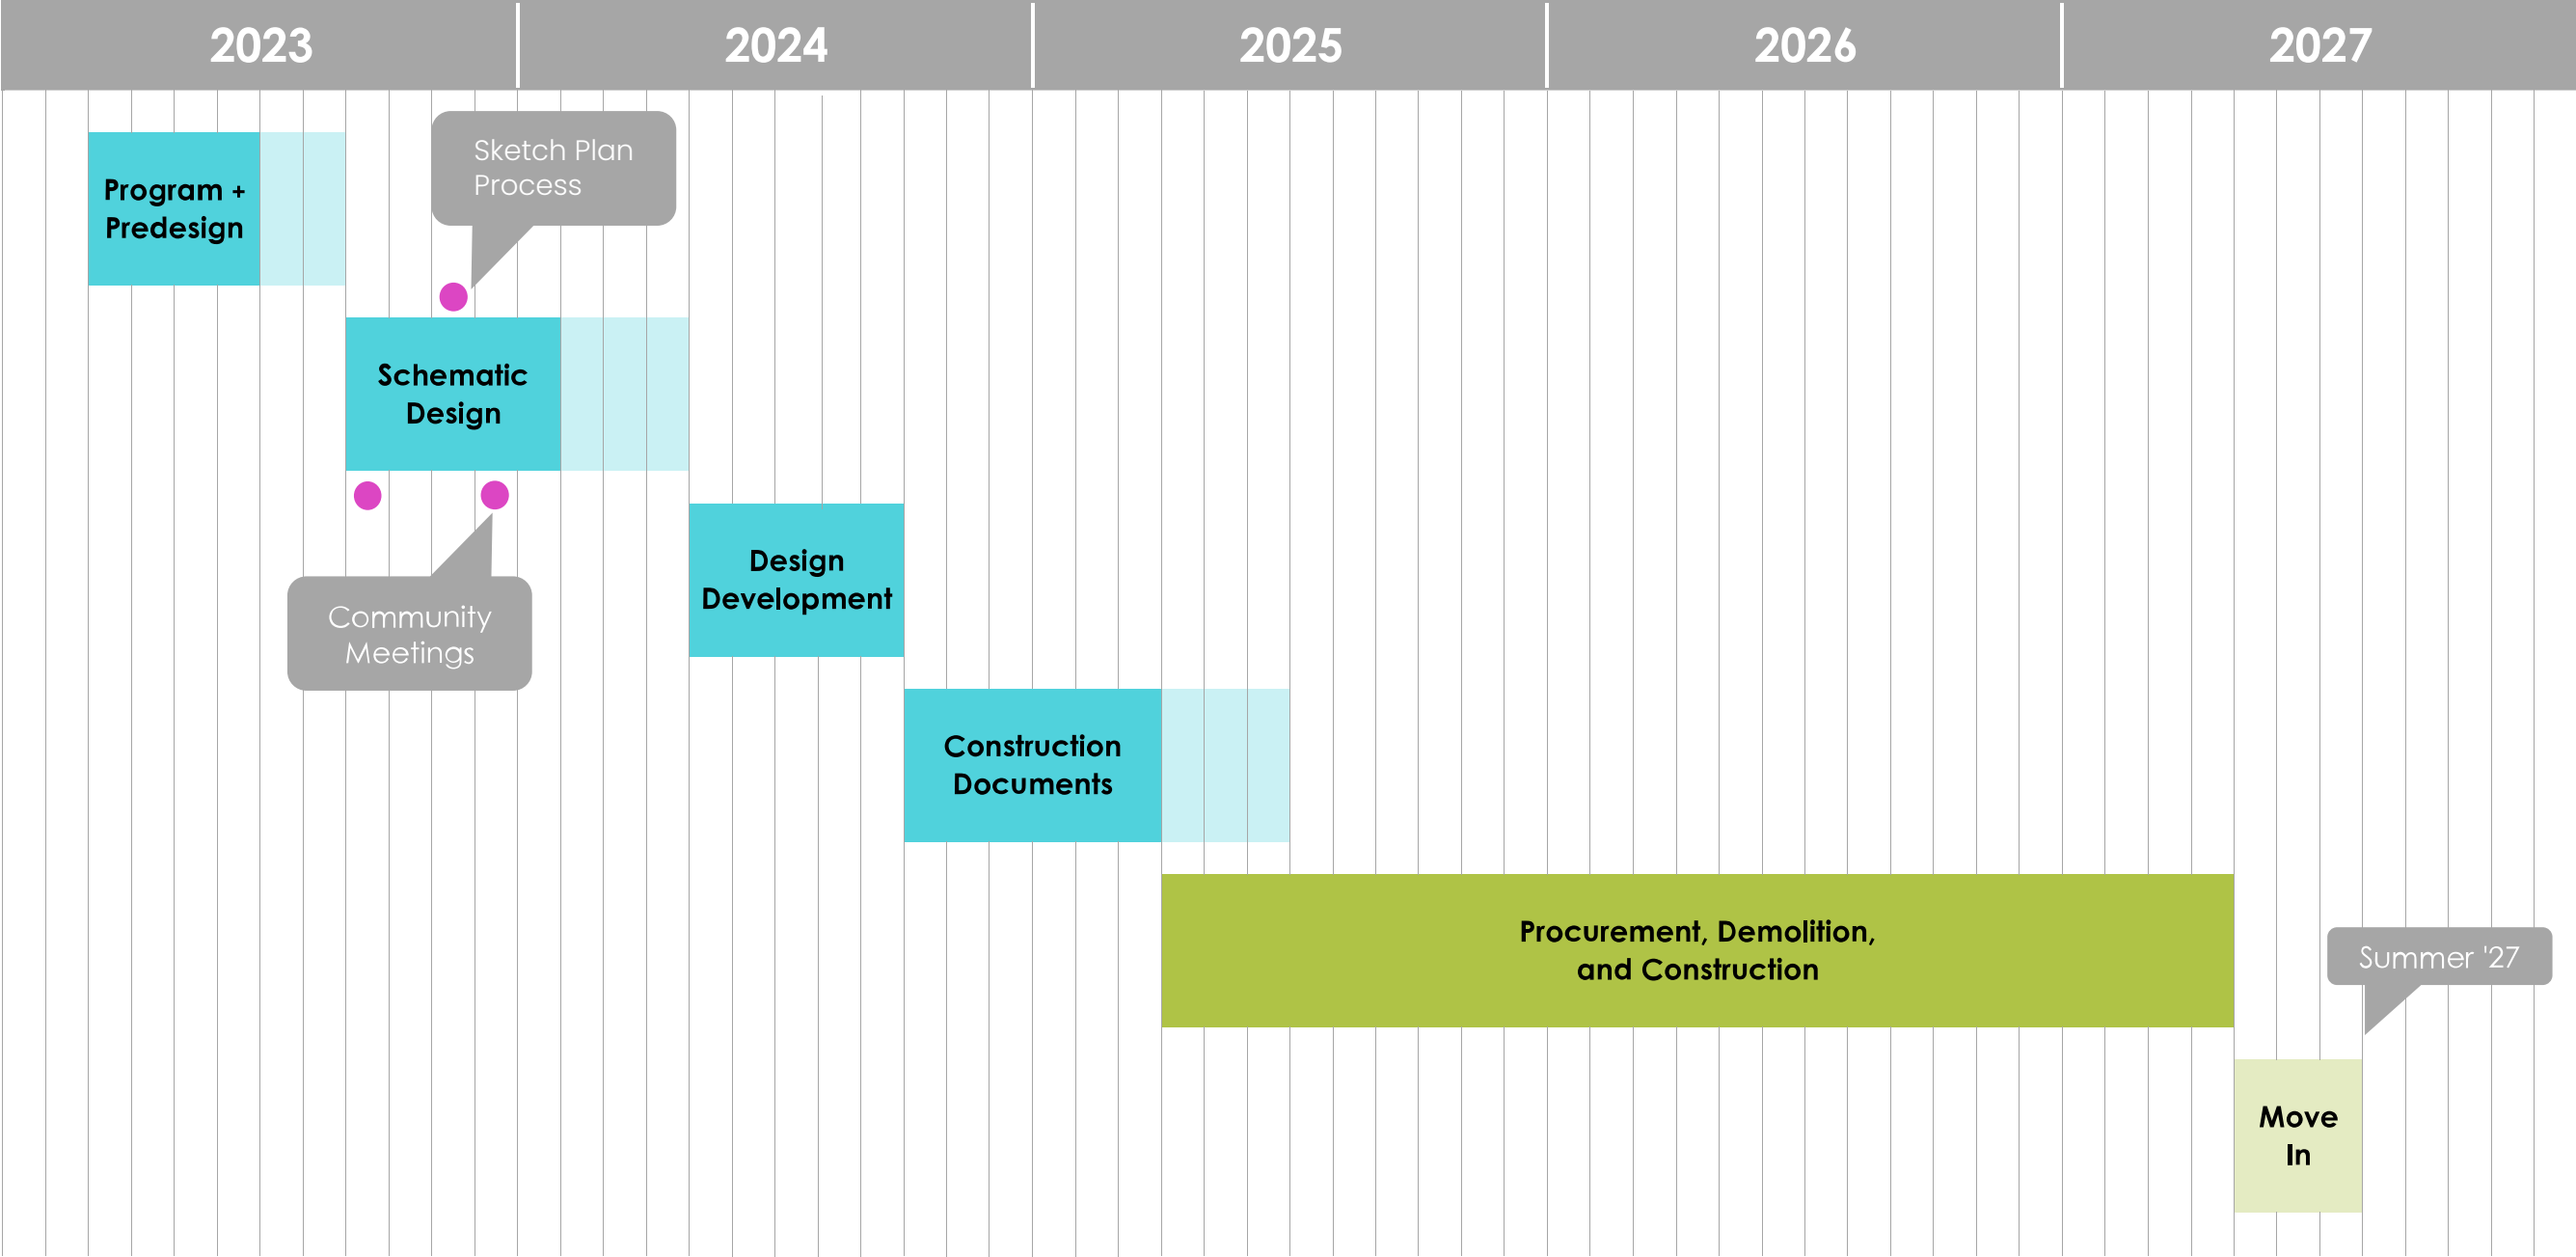 2023
2024
2025
2026
2027
Program +
Predesign
Sketch Plan
Process
Schematic
Design
Community
Meetings
Design
Development
Construction
Documents
Procurement, Demolition,
and Construction
Summer '27
Move
In